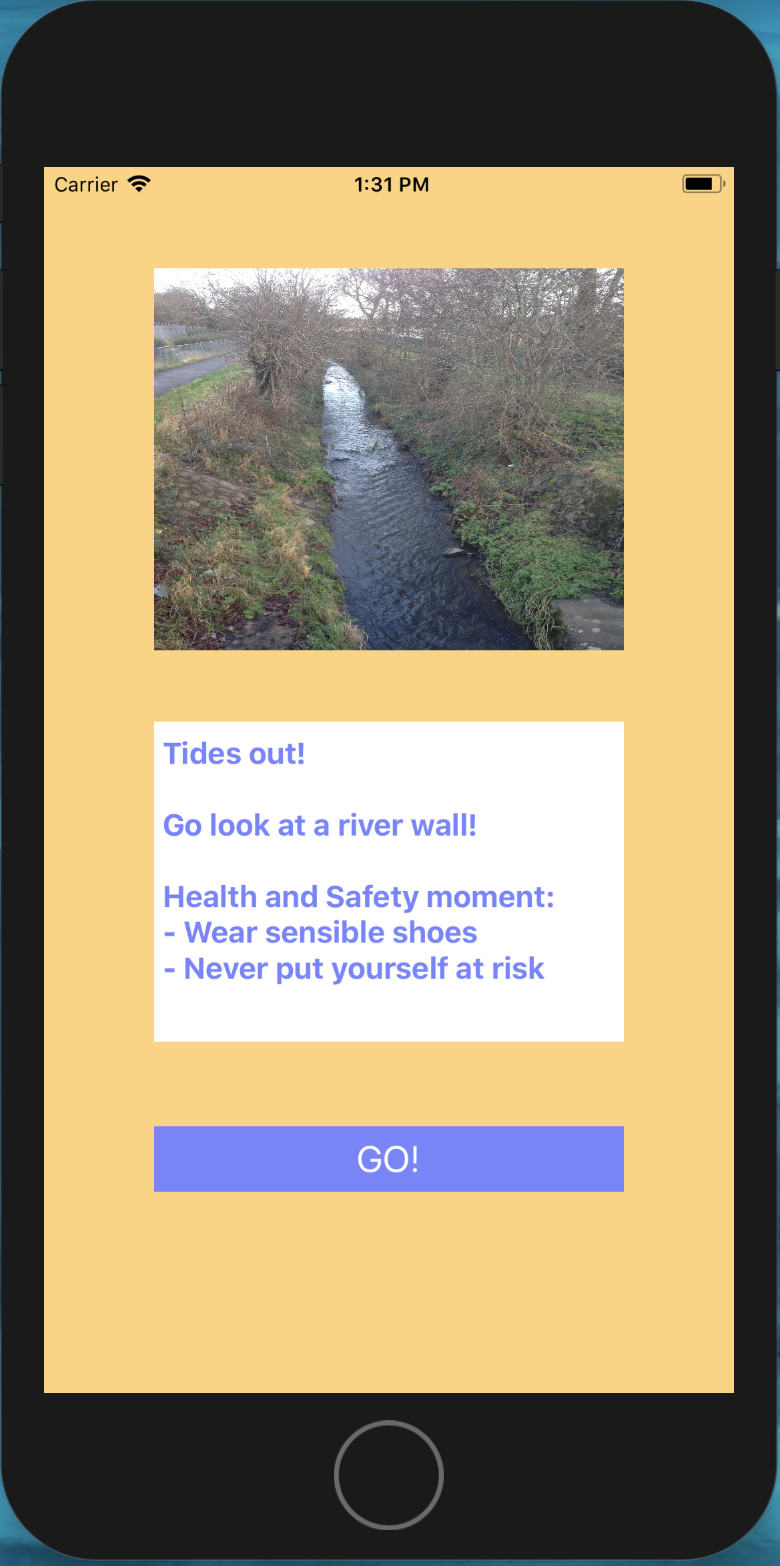 Carrier 1:31 PM
Tides out!
Go look at a river wall!
Health and Safety moment:
- Wear sensible shoes
- Never put yourself at risk
GO!